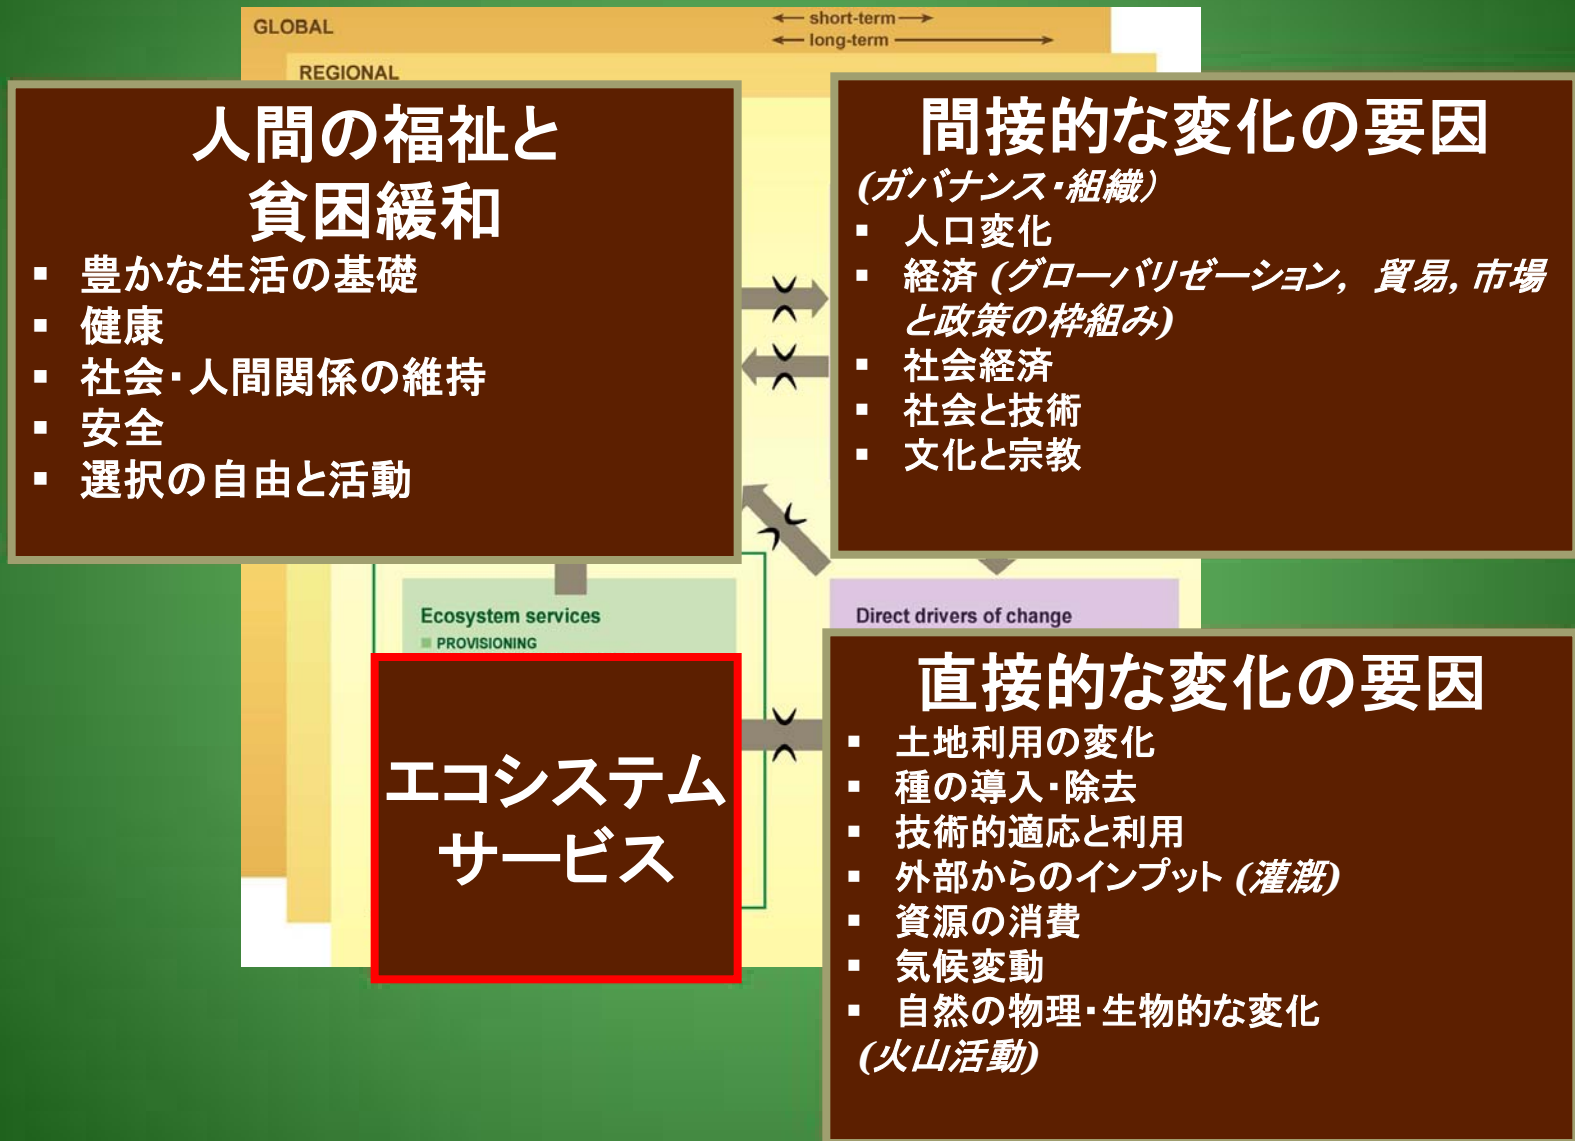 GLOBAL
short-term
long-term
REGIONAL
人間の福祉と
貧困緩和
▪ 豊かな生活の基礎
▪ 健康
▪ 社会・人間関係の維持
▪ 安全
▪ 選択の自由と活動
間接的な変化の要因
(ガバナンス・組織）
▪ 人口変化
▪ 経済 (グローバリゼーション, 貿易, 市場
と政策の枠組み)
▪ 社会経済
▪ 社会と技術
▪ 文化と宗教
Ecosystem services
PROVISIONING
エコシステム
サービス
Direct drivers of change
直接的な変化の要因
▪ 土地利用の変化
▪ 種の導入・除去
▪ 技術的適応と利用
▪ 外部からのインプット (灌漑)
▪ 資源の消費
▪ 気候変動
▪ 自然の物理・生物的な変化
(火山活動)